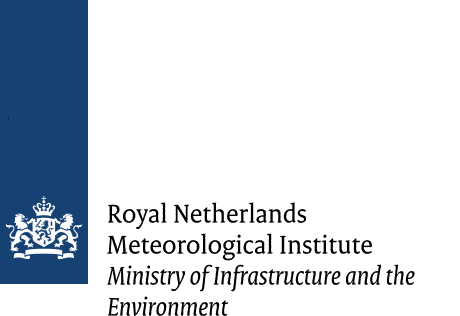 Royal Netherlands
Meteorological Institute
Ministry of Infrastructure and the
Environment